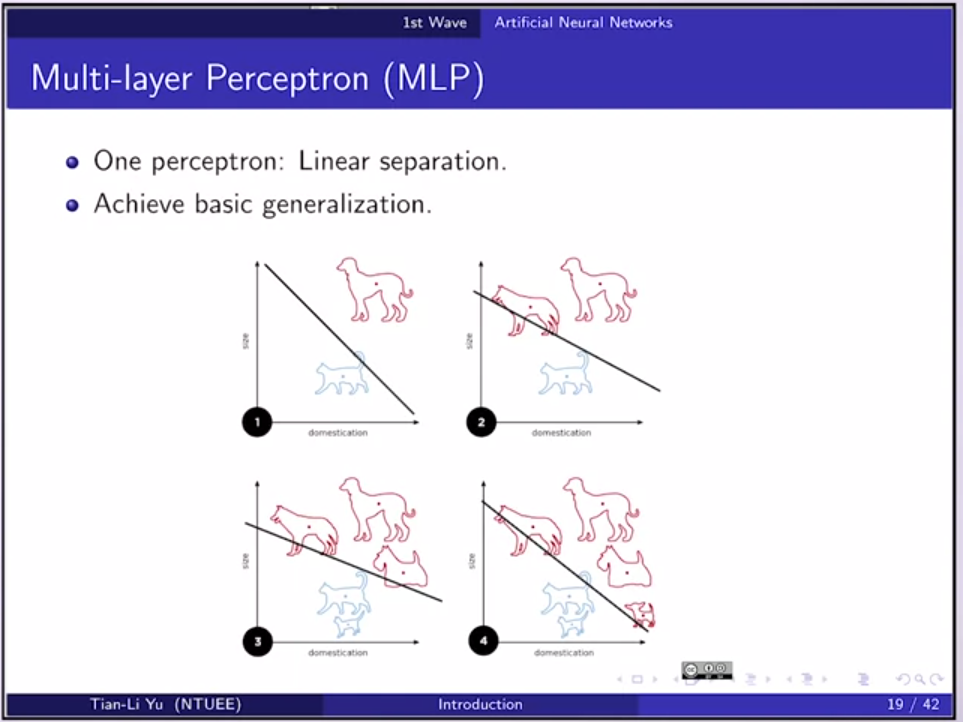 1st Wave Artificial Neural Networks
Multi-layer Perceptron (MLP)
One perceptron: Linear separation.
Achieve basic generalization.
size
1
domestication
size
2
domestication
size
3
domestication
size
4
domestication
Tian-Li Yu (NTUEE) Introduction 19 / 42